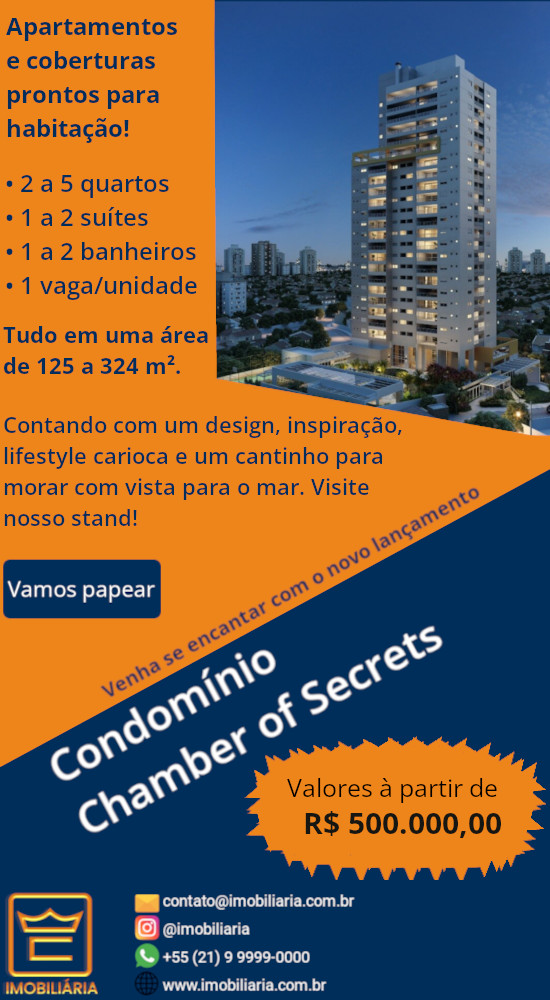 Apartamentos
e coberturas
prontos para
habitação!
• 2 a 5 quartos
• 1 a 2 suítes
• 1 a 2 banheiros
• 1 vaga/unidade
Tudo em uma área
de 125 a 324 m².
Contando com um design, inspiração,
lifestyle carioca e um cantinho para
morar com vista para o mar. Visite
nosso stand!
Vamos papear
Venha se encantar com o novo lançamento
Condomínio
Chamber of Secrets
Valores à partir de
R$ 500.000,00
IMOBILIÁRIA
contato@imobiliaria.com.br
@imobiliaria
+55 (21) 9 9999-0000
www.imobiliaria.com.br